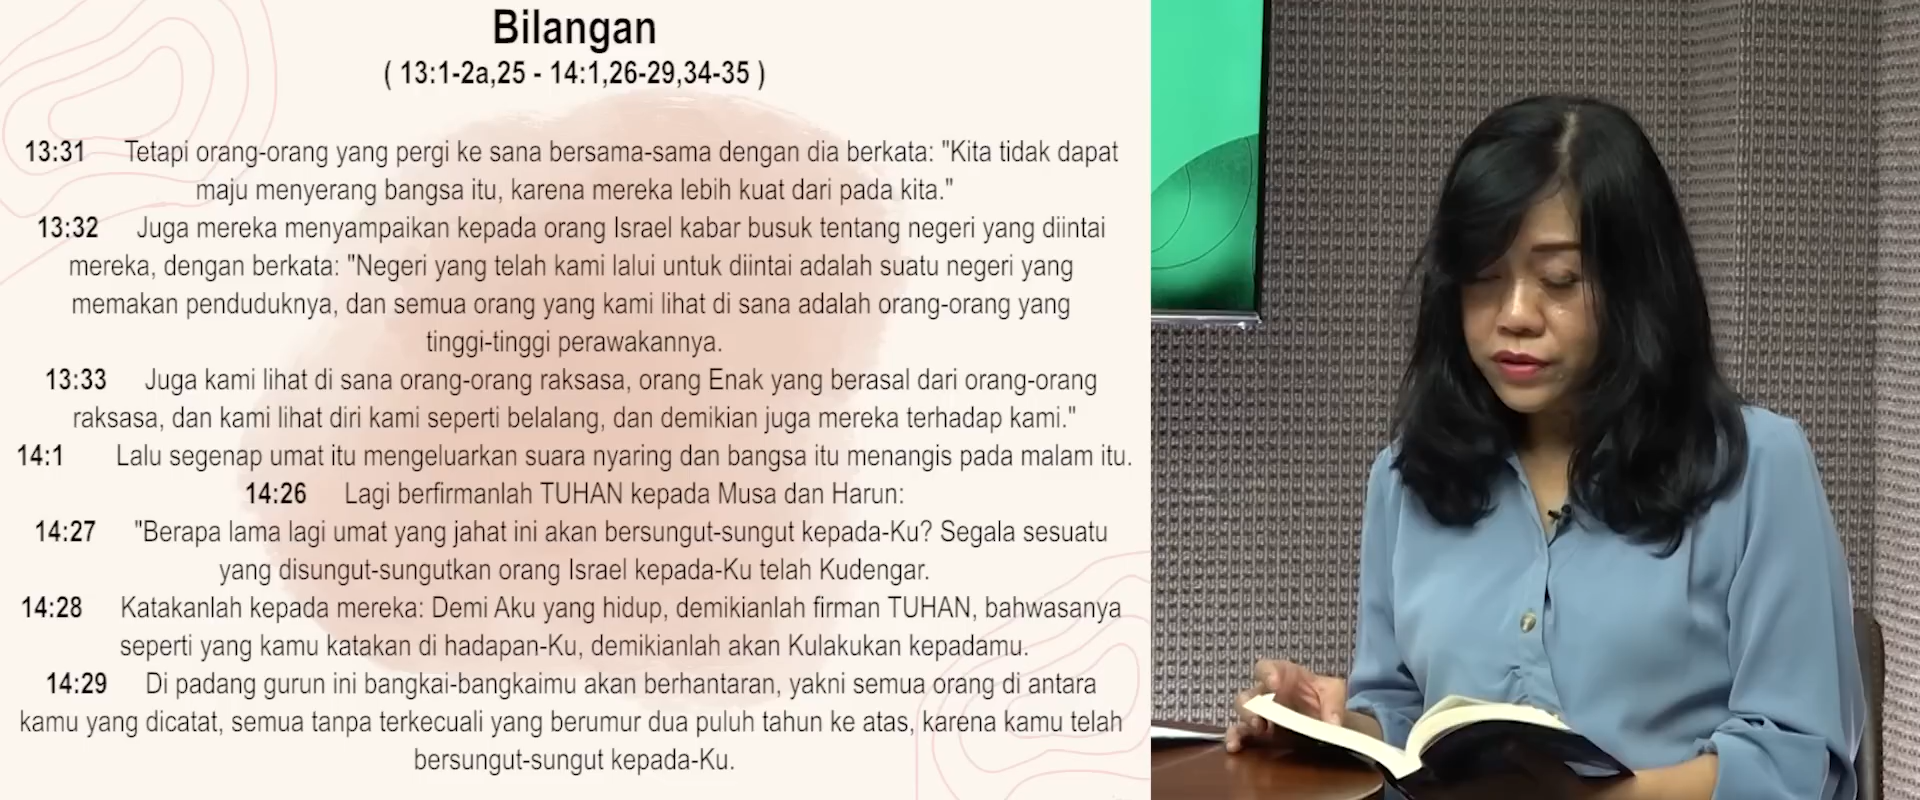 Bilangan
( 13:1-2a,25 - 14:1,26-29,34-35 )
13:31 Tetapi orang-orang yang pergi ke sana bersama-sama dengan dia berkata: "Kita tidak dapat
maju menyerang bangsa itu, karena mereka lebih kuat dari pada kita."
13:32 Juga mereka menyampaikan kepada orang Israel kabar busuk tentang negeri yang diintai
mereka, dengan berkata: "Negeri yang telah kami lalui untuk diintai adalah suatu negeri yang
memakan penduduknya, dan semua orang yang kami lihat di sana adalah orang-orang yang
tinggi-tinggi perawakannya.
13:33 Juga kami lihat di sana orang-orang raksasa, orang Enak yang berasal dari orang-orang
raksasa, dan kami lihat diri kami seperti belalang, dan demikian juga mereka terhadap kami."
14:1 Lalu segenap umat itu mengeluarkan suara nyaring dan bangsa itu menangis pada malam itu.
14:26 Lagi berfirmanlah TUHAN kepada Musa dan Harun:
14:27 "Berapa lama lagi umat yang jahat ini akan bersungut-sungut kepada-Ku? Segala sesuatu
yang disungut-sungutkan orang Israel kepada-Ku telah Kudengar.
14:28 Katakanlah kepada mereka: Demi Aku yang hidup, demikianlah firman TUHAN, bahwasanya
seperti yang kamu katakan di hadapan-Ku, demikianlah akan Kulakukan kepadamu.
14:29 Di padang gurun ini bangkai-bangkaimu akan berhantaran, yakni semua orang di antara
kamu yang dicatat, semua tanpa terkecuali yang berumur dua puluh tahun ke atas, karena kamu telah
bersungut-sungut kepada-Ku.